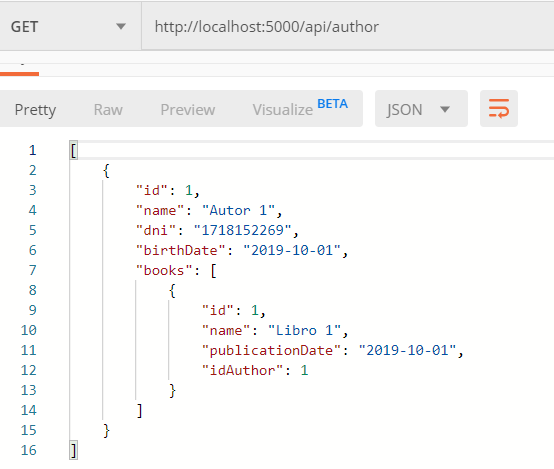 GET http://localhost:5000/api/author
Pretty Raw Preview Visualize BETA JSON
1 [
2 {
3 "id": 1,
4 "name": "Autor 1",
5 "dni": "1718152269",
6 "birthDate": "2019-10-01",
7 "books": [
8 {
9 "id": 1,
10 "name": "Libro 1",
11 "publicationDate": "2019-10-01",
12 "idAuthor": 1
13 }
14 ]
15 }
16 ]